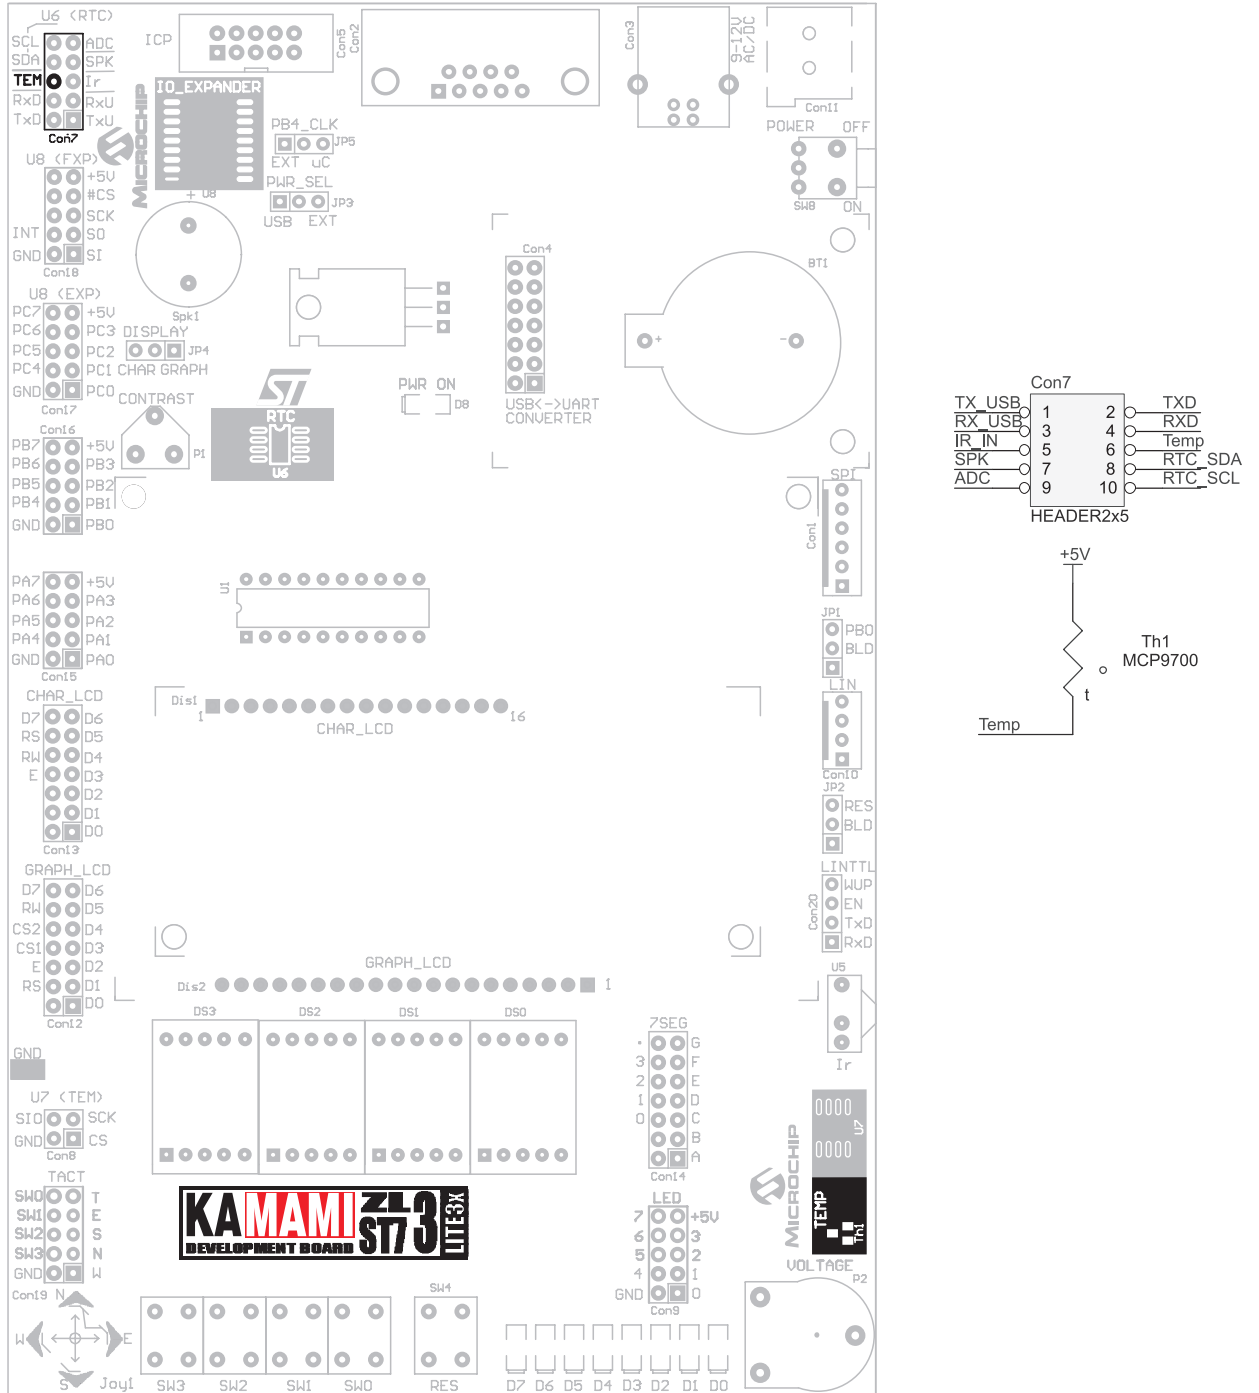 U6 (RTC)
SCL ADC
SDA SPK
TEM Ir
RxD RxU
TxD TxU
Con7
ICP
Con5
Con2
Con3
9-12V
AC/DC
Con11
MICROCHIP
IO_EXPANDER
+ U8
PB4_CLK
JP5
EXT uC
PWR_SEL
JP3
USB EXT
POWER OFF
SW8 ON
U8 (EXP)
+5V
#CS
SCK
INT SO
GND SI
Con18
Spk1
Con4
USB<->UART
CONVERTER
BT1
+ -
U8 (EXP)
PC7 +5V
PC6 PC3
PC5 PC2
PC4 PC1
GND PC0
Con17
DISPLAY
JP4
CHAR GRAPH
CONTRAST
P1
ST
RTC
U6
PWR ON
D8
Con16
PB7 +5V
PB6 PB3
PB5 PB2
PB4 PB1
GND PB0
SPI
Con1
U1
PA7 +5V
PA6 PA3
PA5 PA2
PA4 PA1
GND PA0
Con15
JP1
PB0
BLD
LIN
Con10
CHAR_LCD
D7 D6
RS D5
RW D4
E D3
D2
D1
D0
Con13
Dis1
1 16
CHAR_LCD
JP2
RES
BLD
LINTTL
Con20
WUP
EN
TxD
RxD
GRAPH_LCD
D7 D6
RW D5
CS2 D4
CS1 D3
E D2
RS D1
D0
Con12
GRAPH_LCD
Dis2 1
U5
Ir
GND
DS3 DS2 DS1 DS0
7SEG
. G
3 F
2 E
1 D
0 C
B
A
Con14
U7 (TEM)
SIO SCK
GND CS
Con8
U7
MICROCHIP
TEMP
Th1
TACT
SW0 T
SW1 E
SW2 S
SW3 N
GND W
Con19
KAMAMI ZL3
ST7
LITE3X
DEVELOPMENT BOARD
LED
7 +5V
6 3
5 2
4 1
GND 0
Con9
VOLTAGE
P2
N
W E
S Joy1
SW3 SW2 SW1 SW0
SW4
RES
D7 D6 D5 D4 D3 D2 D1 D0
Con7
TX_USB 1 2 TXD
RX_USB 3 4 RXD
IR_IN 5 6 Temp
SPK 7 8 RTC_SDA
ADC 9 10 RTC_SCL
HEADER2x5
+5V
Th1
MCP9700
t
Temp